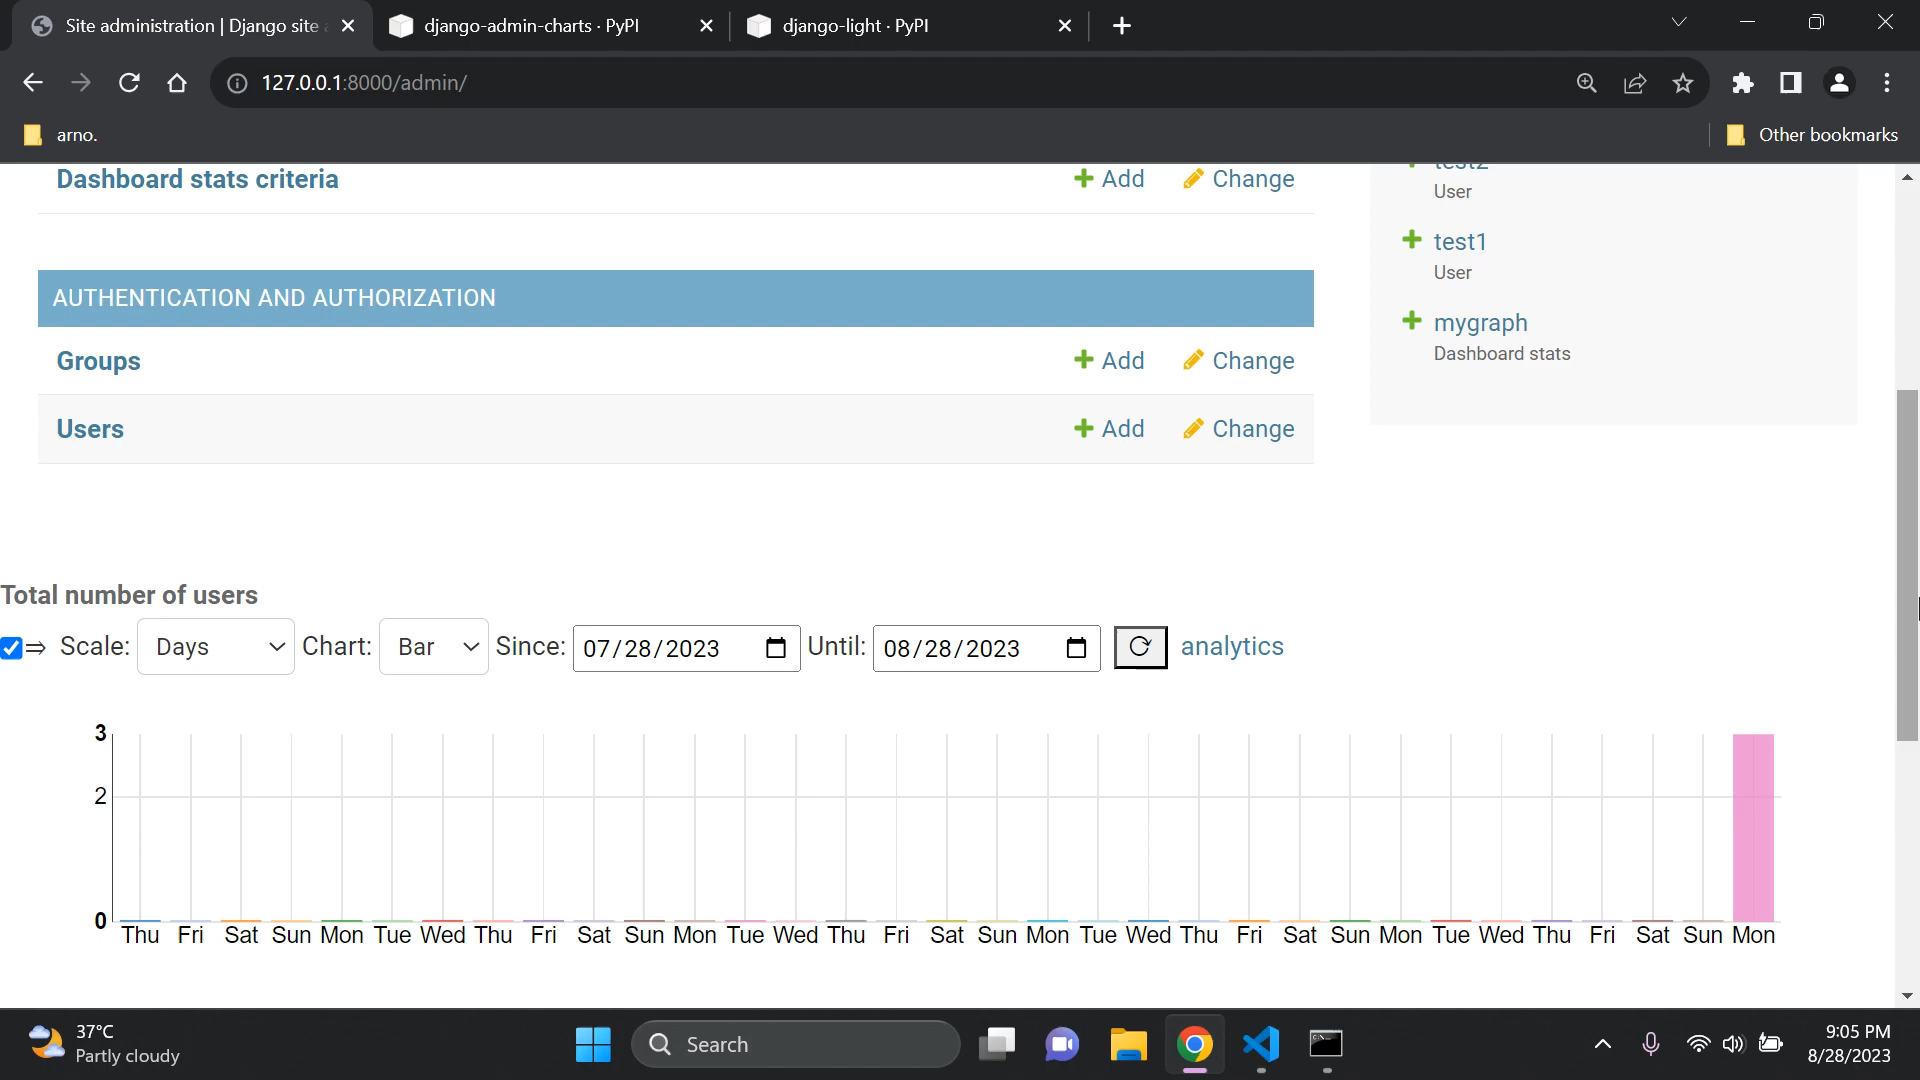 Site administration | Django site a
django-admin-charts · PyPI
django-light · PyPI
127.0.0.1:8000/admin/
arno.
Other bookmarks
Dashboard stats criteria
Add
Change
AUTHENTICATION AND AUTHORIZATION
Groups
Add
Change
Users
Add
Change
test2
User
test1
User
mygraph
Dashboard stats
Total number of users
⇒ Scale: Days Chart: Bar Since: 07/28/2023 Until: 08/28/2023 analytics
3
2
0
Thu Fri Sat Sun Mon Tue Wed Thu Fri Sat Sun Mon Tue Wed Thu Fri Sat Sun Mon Tue Wed Thu Fri Sat Sun Mon Tue Wed Thu Fri Sat Sun Mon
37°C
Partly cloudy
Search
9:05 PM
8/28/2023